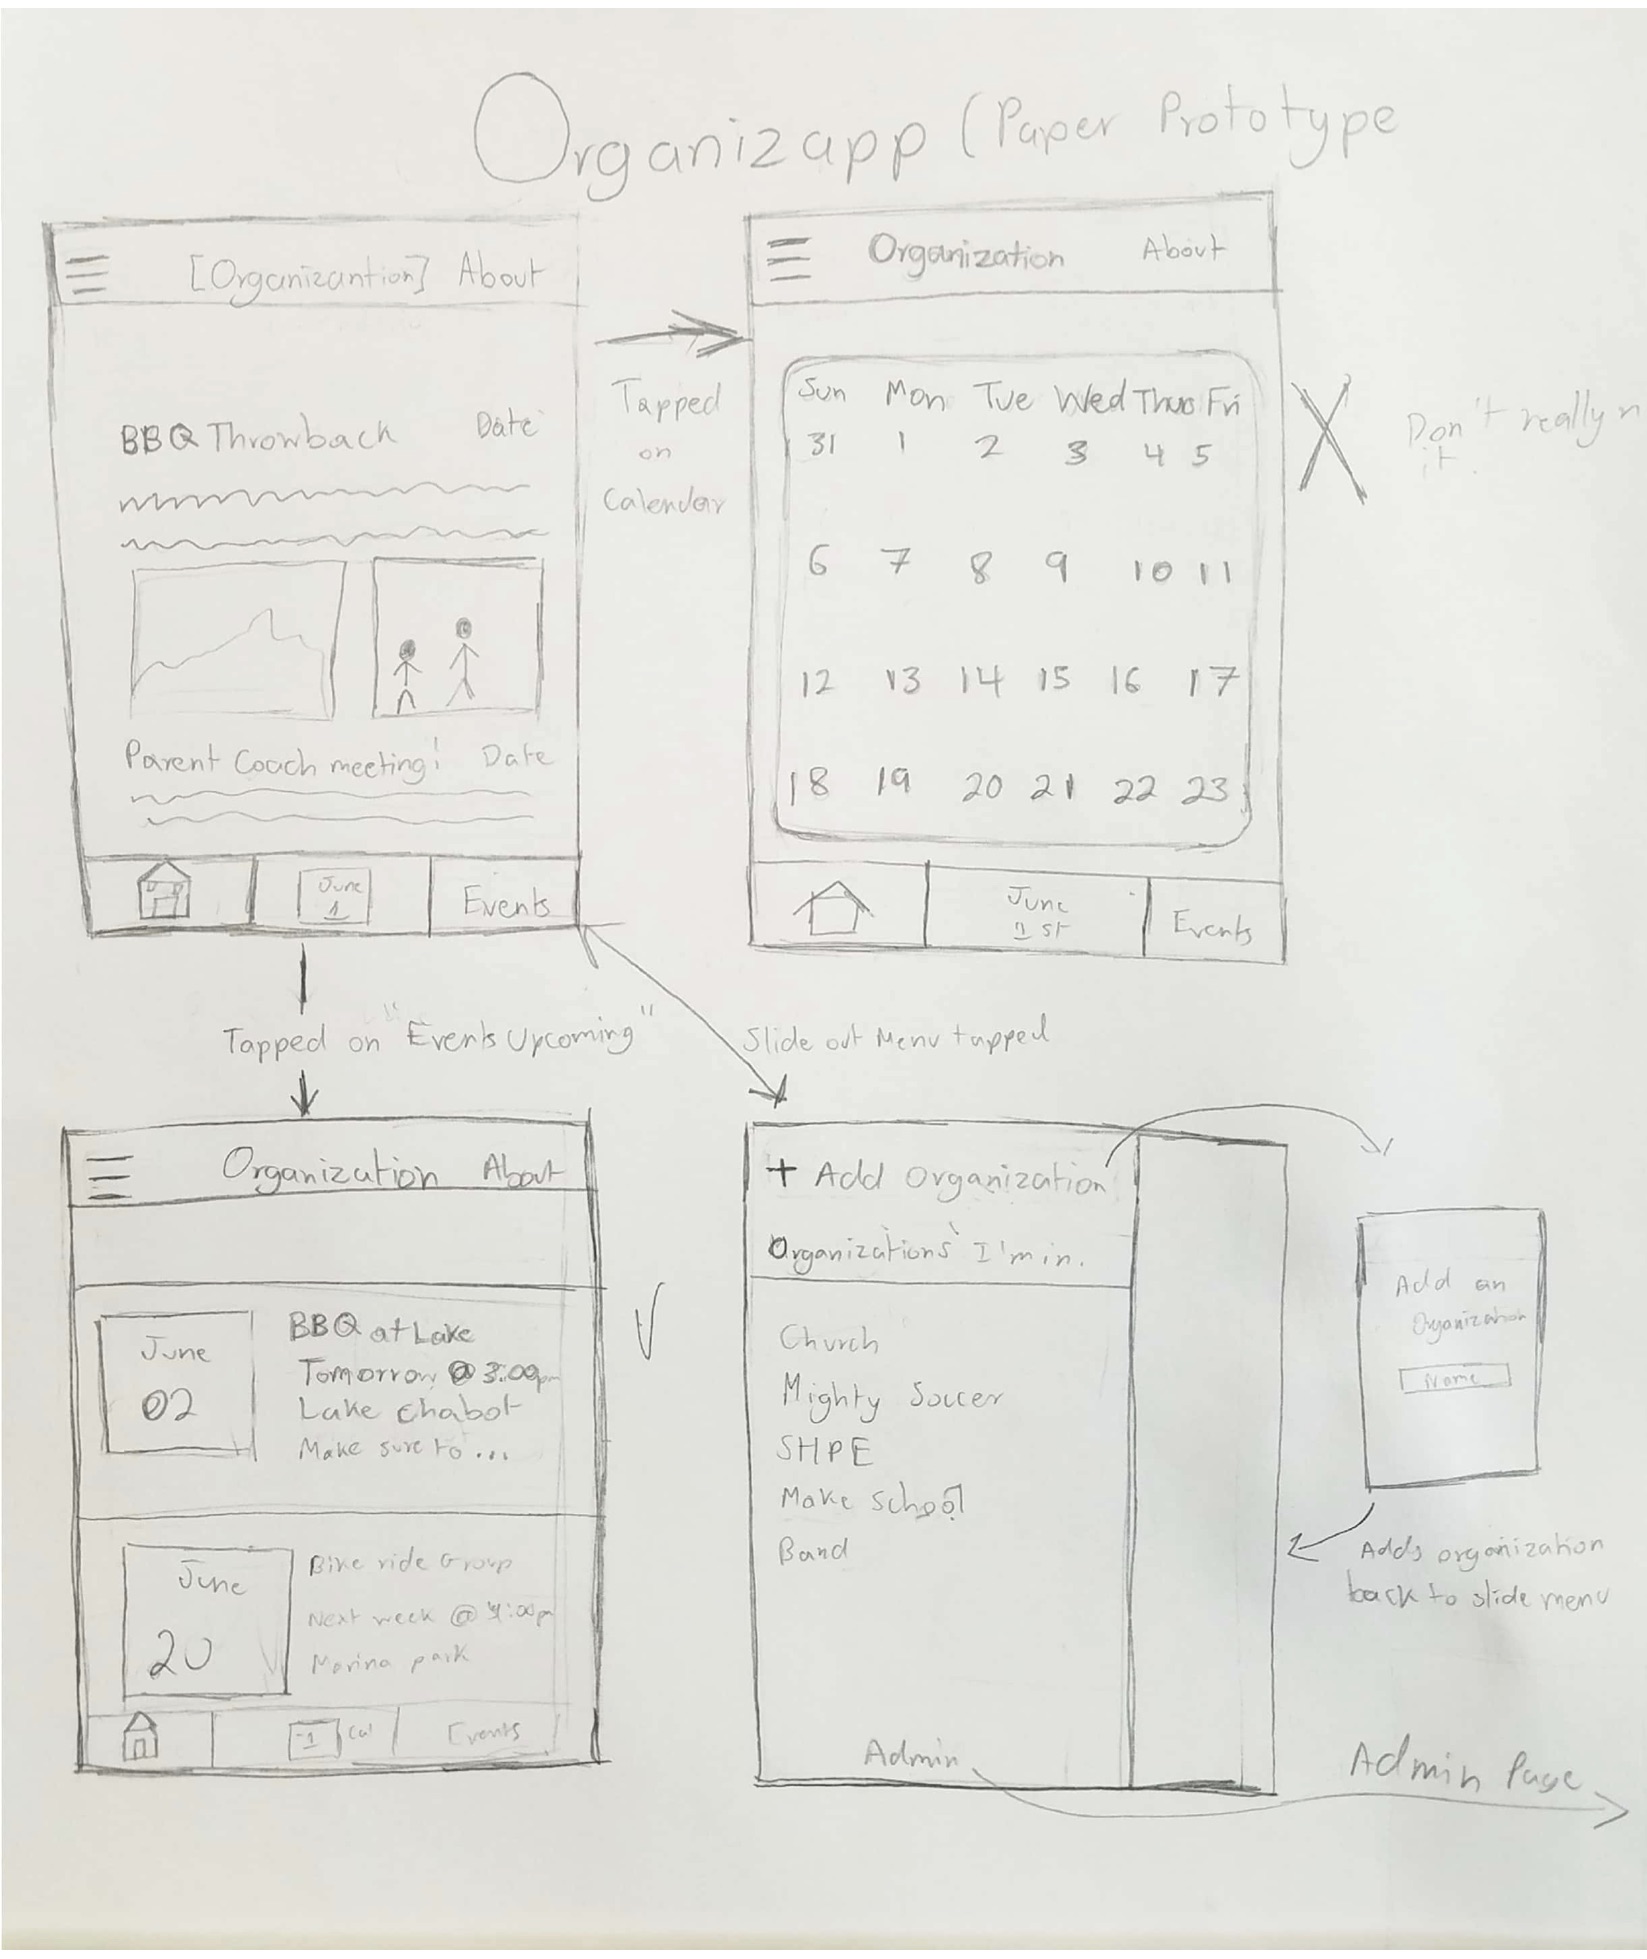 Organizapp (Paper Prototype
[Organizantion] About
BBQ Throwback Date
Parent Coach meeting! Date
June
1
Events
Tapped
on
Calendar
Organization About
Sun Mon Tue Wed Thus Fri
31 1 2 3 4 5
6 7 8 9 10 11
12 13 14 15 16 17
18 19 20 21 22 23
June
1 st
Events
Don't really
it.
Tapped on "Events Upcoming"
Slide out Menu tapped
Organization About
June
02
BBQ at Lake
Tomorrow @ 3:00pm
Lake Chabot
Make sure to ...
June
20
Bike ride Group
Next week @ 4:00pm
Marina park
1 Cal
Events
+ Add Organization
Organizations I'm in.
Church
Mighty Soccer
SHPE
Make School
Band
Admin
Add an
Organization
Name
Adds organization
back to slide menu
Admin Page